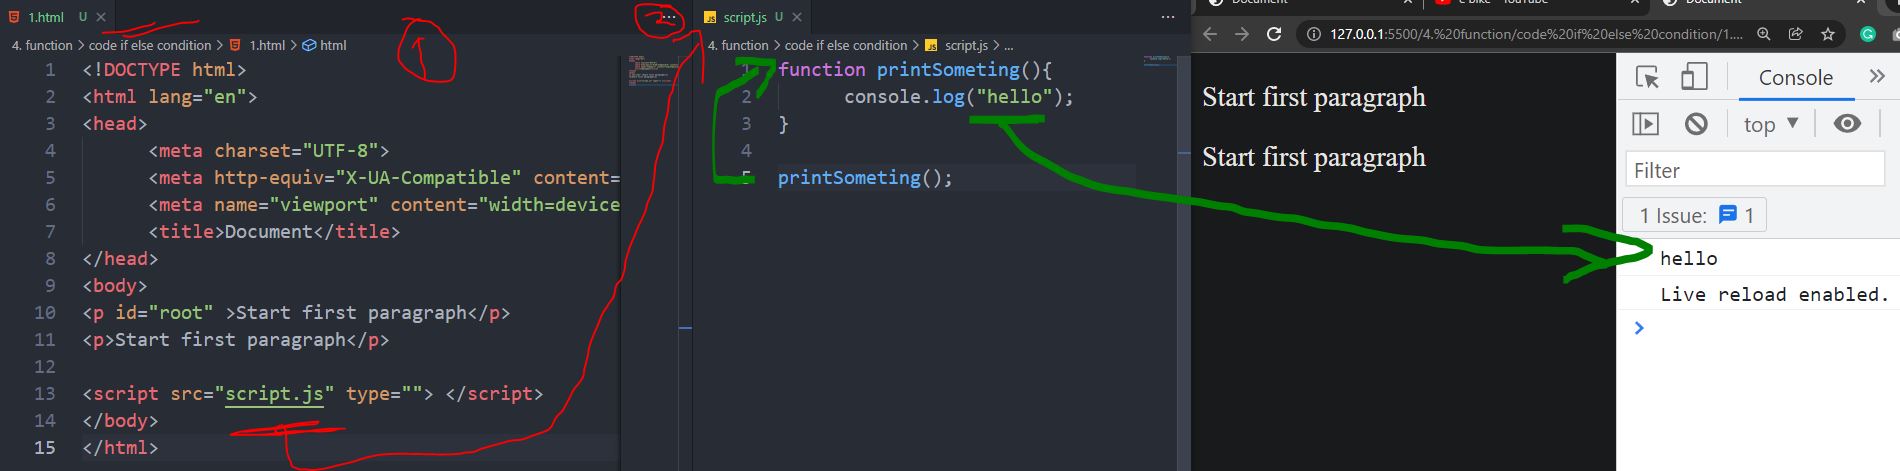 1.html U ×
4. function > code if else condition > 1.html > html
1 <!DOCTYPE html>
2 <html lang="en">
3 <head>
4 <meta charset="UTF-8">
5 <meta http-equiv="X-UA-Compatible" content=
6 <meta name="viewport" content="width=device
7 <title>Document</title>
8 </head>
9 <body>
10 <p id="root" >Start first paragraph</p>
11 <p>Start first paragraph</p>
12
13 <script src="script.js" type=""> </script>
14 </body>
15 </html>
1
2
JS script.js U ×
4. function > code if else condition > JS script.js > ...
1 function printSometing(){
2 console.log("hello");
3 }
4
5 printSometing();
Document
YouTube
Document
127.0.0.1:5500/4.%20function/code%20if%20else%20condition/1....
Start first paragraph
Start first paragraph
Console
top
Filter
1 Issue: 1
hello
Live reload enabled.